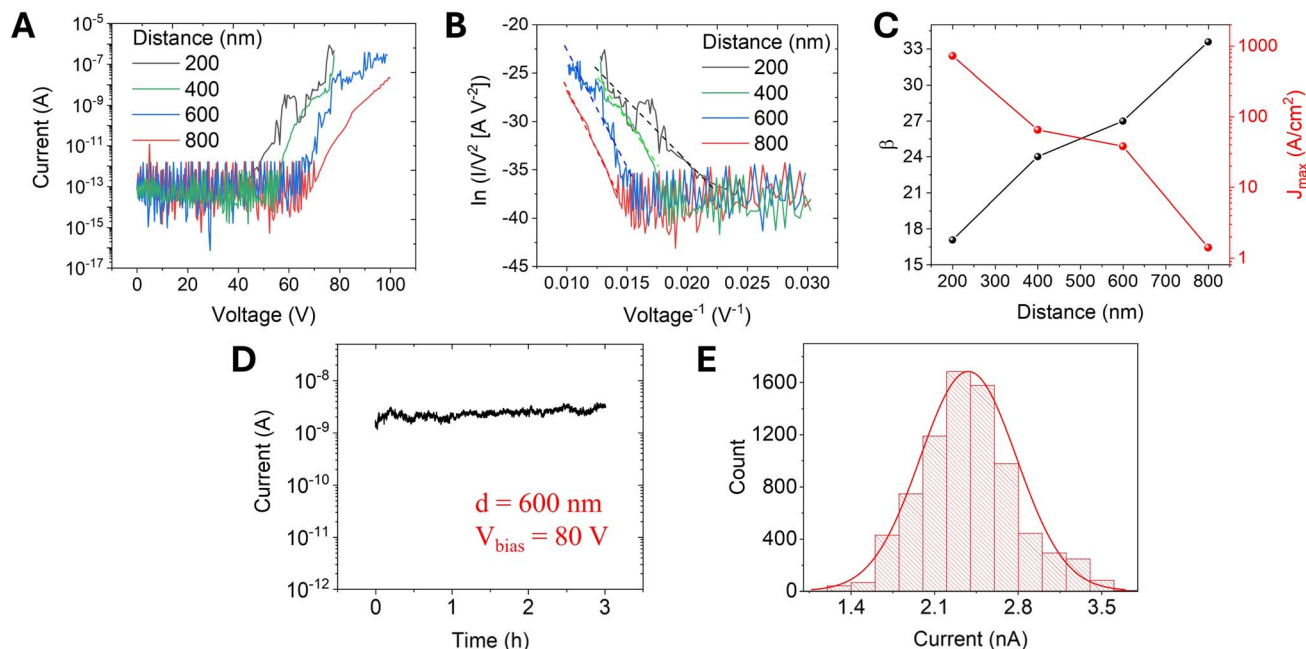 A
Distance (nm)
200
400
600
800
10⁻⁵
10⁻⁷
10⁻⁹
10⁻¹¹
10⁻¹³
10⁻¹⁵
10⁻¹⁷
Current (A)
0 20 40 60 80 100
Voltage (V)
B
Distance (nm)
200
400
600
800
-20
-25
-30
-35
-40
-45
ln (I/V² [A V⁻²])
0.010 0.015 0.020 0.025 0.030
Voltage⁻¹ (V⁻¹)
C
33
30
27
24
21
18
15
β
1000
100
10
1
Jmax (A/cm²)
200 300 400 500 600 700 800
Distance (nm)
D
10⁻⁸
10⁻⁹
10⁻¹⁰
10⁻¹¹
10⁻¹²
Current (A)
d = 600 nm
Vbias = 80 V
0 1 2 3
Time (h)
E
1600
1200
800
400
0
Count
1.4 2.1 2.8 3.5
Current (nA)